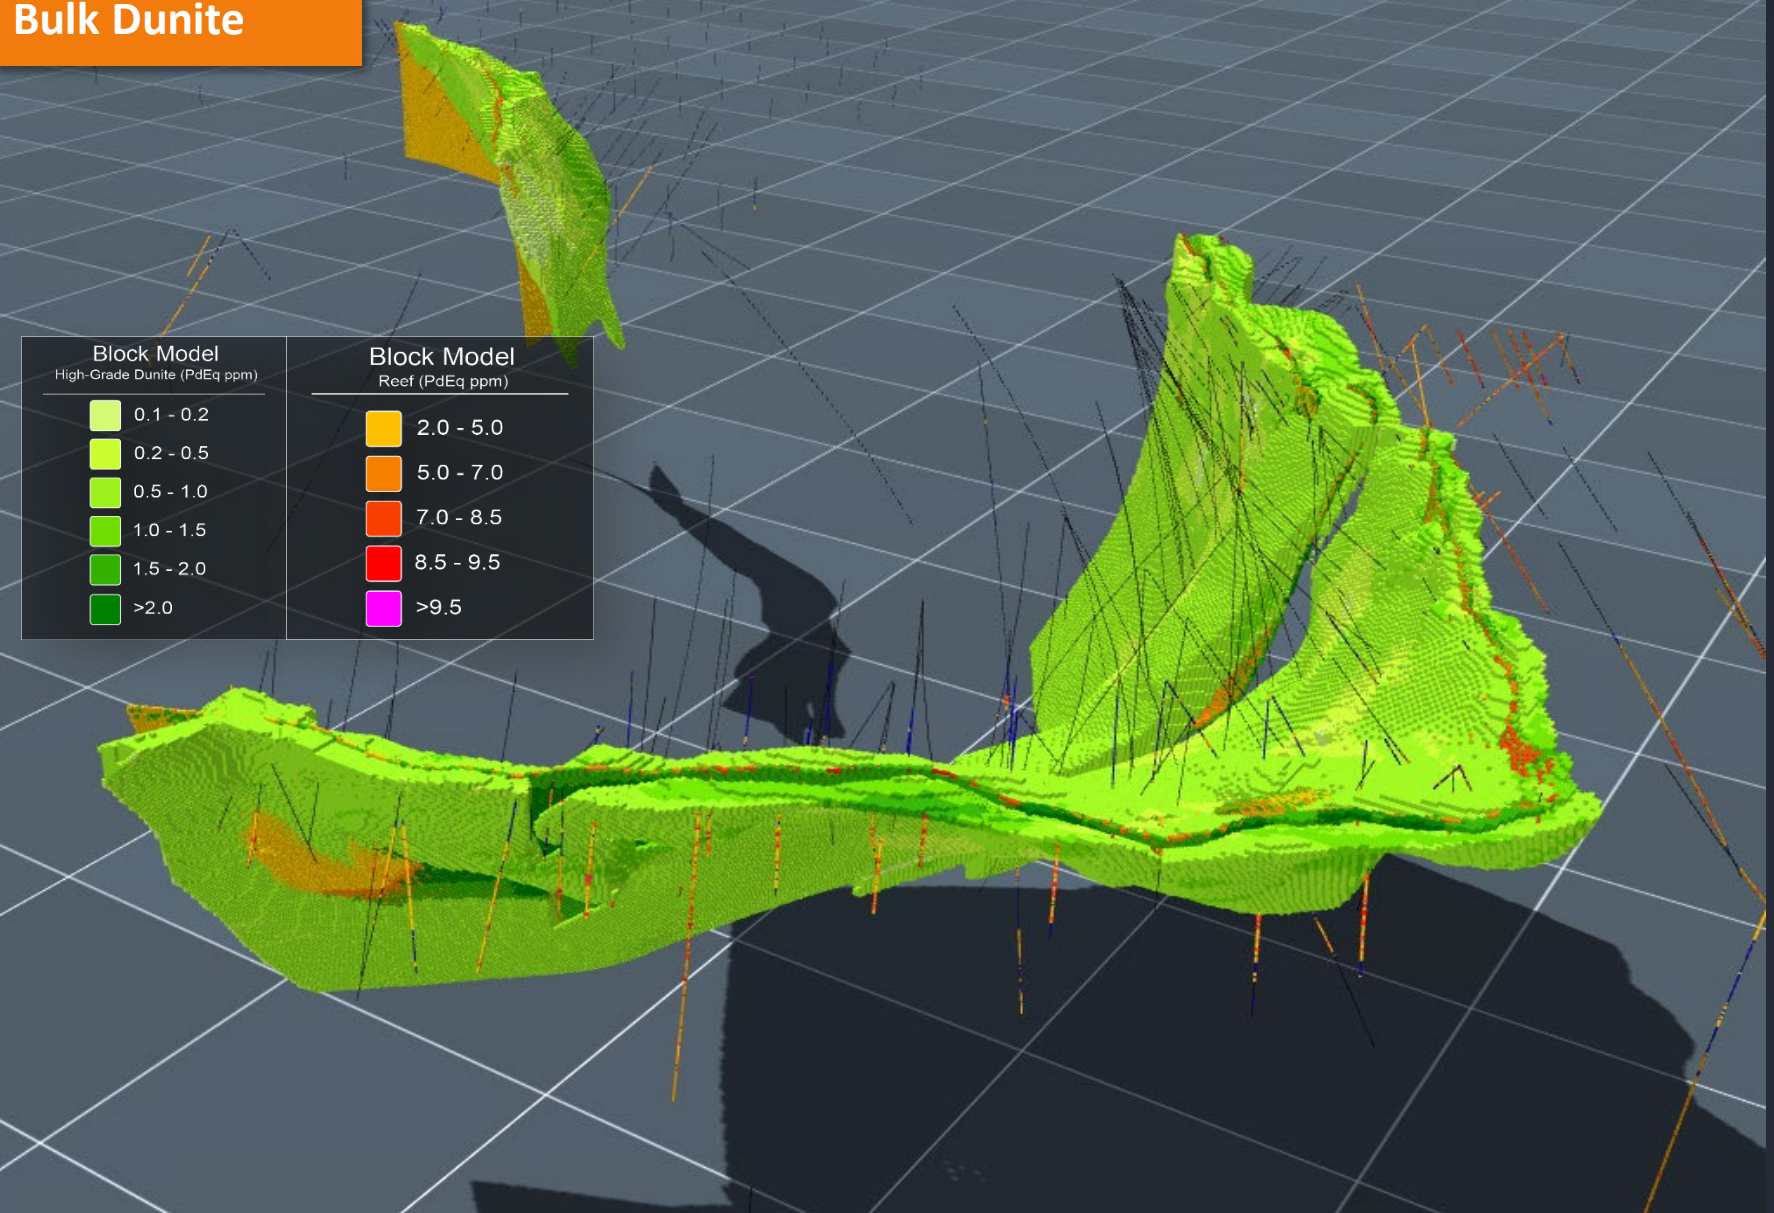 Bulk Dunite
Block Model
High-Grade Dunite (PdEq ppm)
0.1 - 0.2
0.2 - 0.5
0.5 - 1.0
1.0 - 1.5
1.5 - 2.0
>2.0
Block Model
Reef (PdEq ppm)
2.0 - 5.0
5.0 - 7.0
7.0 - 8.5
8.5 - 9.5
>9.5